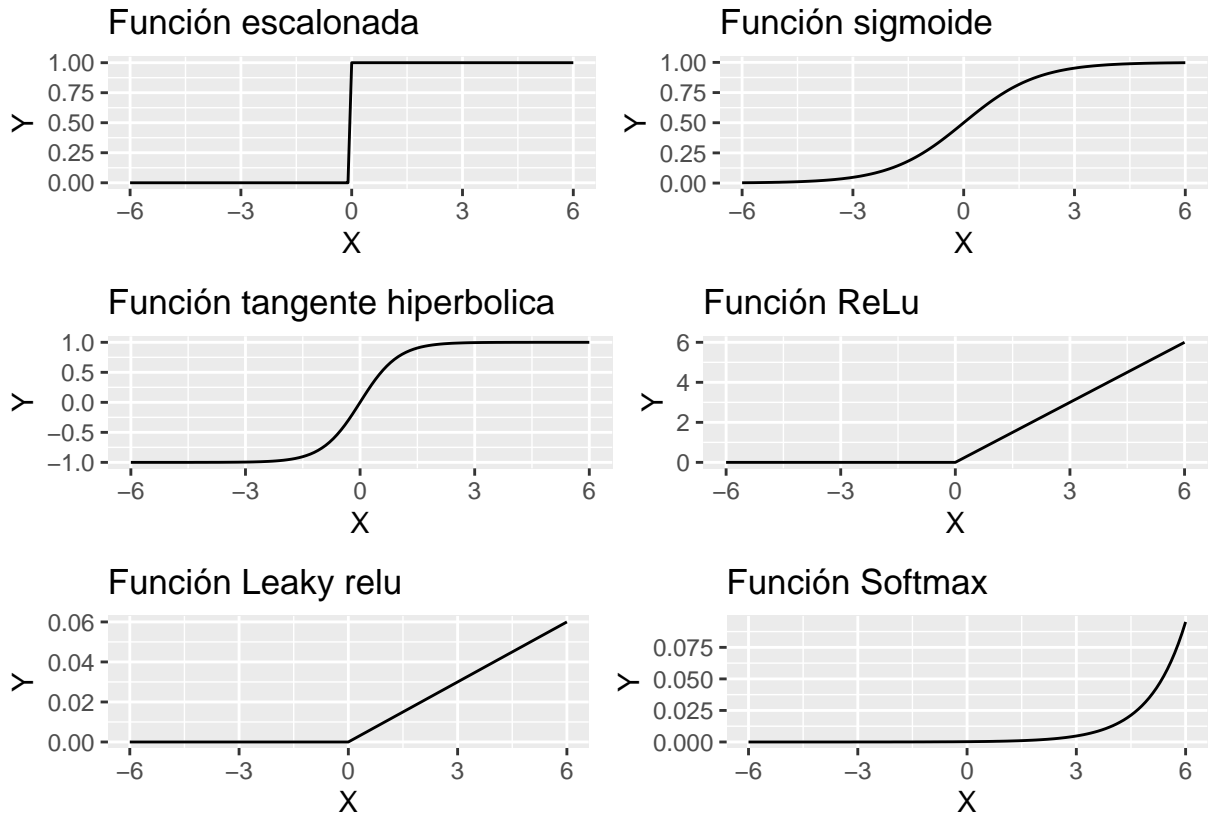 Función escalonada
1.00
0.75
0.50
0.25
0.00
Y
−6 −3 0 3 6
X
Función sigmoide
1.00
0.75
0.50
0.25
0.00
Y
−6 −3 0 3 6
X
Función tangente hiperbolica
1.0
0.5
0.0
−0.5
−1.0
Y
−6 −3 0 3 6
X
Función ReLu
6
4
2
0
Y
−6 −3 0 3 6
X
Función Leaky relu
0.06
0.04
0.02
0.00
Y
−6 −3 0 3 6
X
Función Softmax
0.075
0.050
0.025
0.000
Y
−6 −3 0 3 6
X